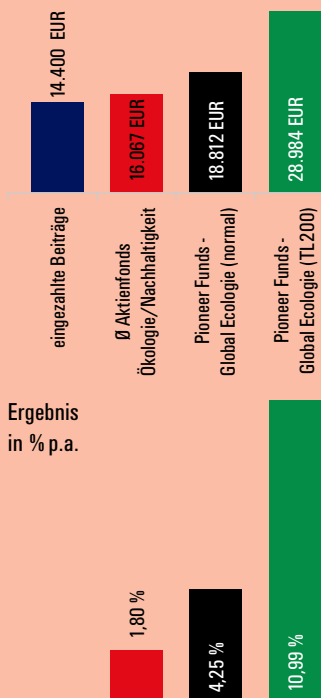 14.400 EUR
16.067 EUR
18.812 EUR
28.984 EUR
eingezahlte Beiträge
Ø Aktienfonds
Ökologie/Nachhaltigkeit
Pioneer Funds -
Global Ecologie (normal)
Pioneer Funds -
Global Ecologie (TL200)
Ergebnis
in % p.a.
1,80 %
4,25 %
10,99 %